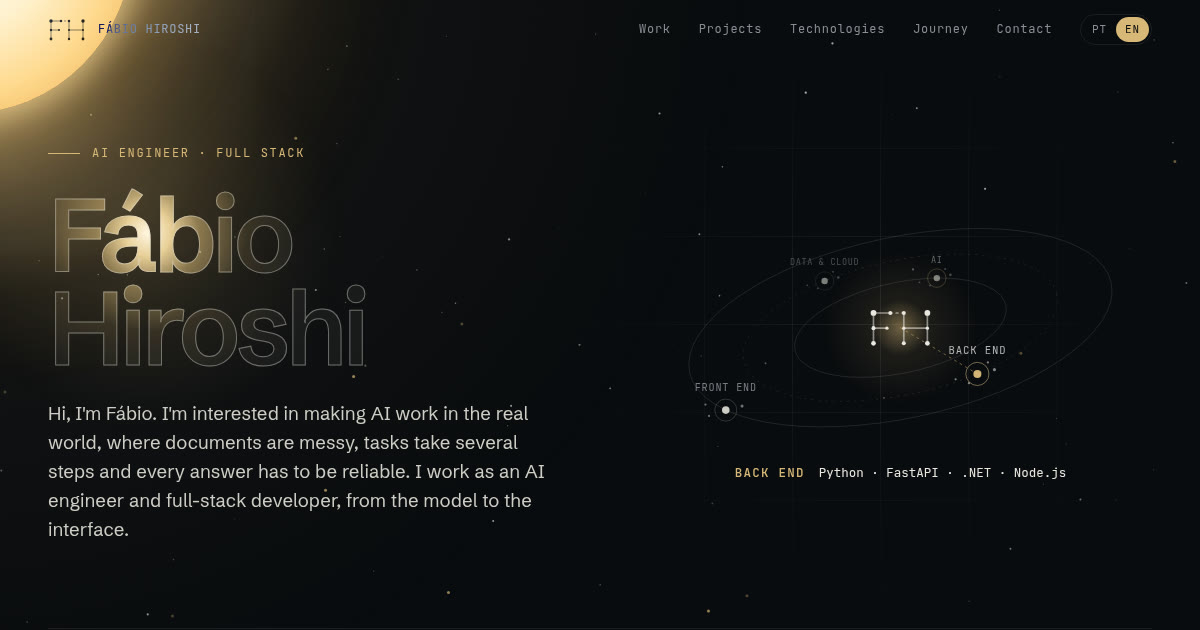 FH FÁBIO HIROSHI
Work Projects Technologies Journey Contact PT EN
AI ENGINEER · FULL STACK
Fábio
Hiroshi
Hi, I'm Fábio. I'm interested in making AI work in the real
world, where documents are messy, tasks take several
steps and every answer has to be reliable. I work as an AI
engineer and full-stack developer, from the model to the
interface.
DATA & CLOUD
AI
FH
BACK END
FRONT END
BACK END Python · FastAPI · .NET · Node.js